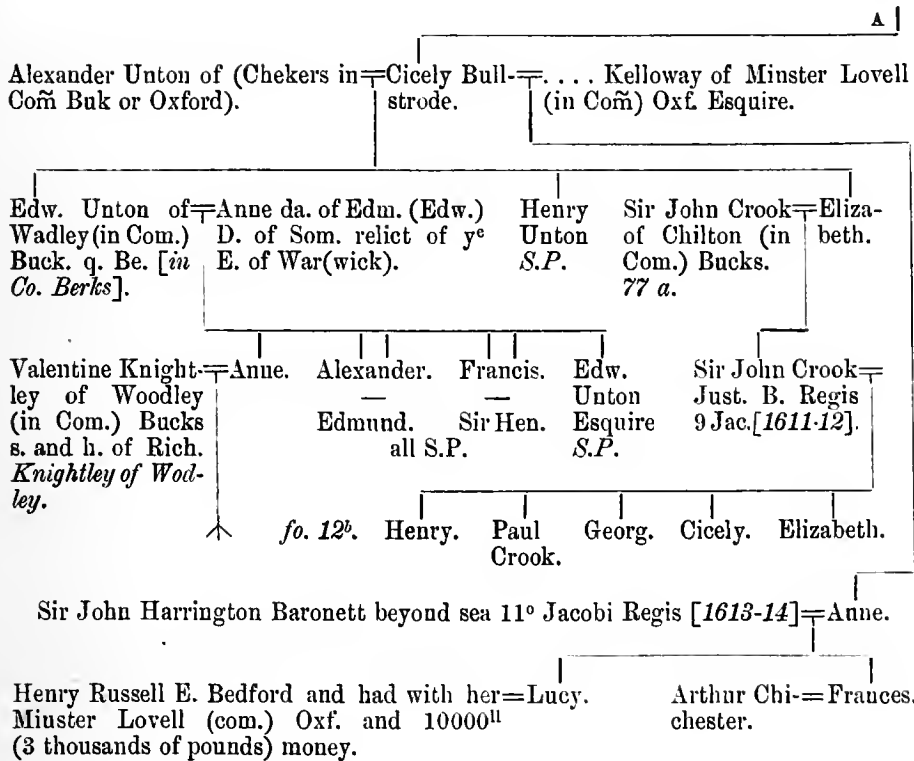 A
Alexander Unton of (Chekers in=Cicely Bull-=. . . . Kelloway of Minster Lovell
Com̃ Buk or Oxford). strode. (in Com̃) Oxf. Esquire.
Edw. Unton of=Anne da. of Edm. (Edw.) Henry Sir John Crook=Eliza-
Wadley (in Com.) D. of Som. relict of yᵉ Unton of Chilton (in beth.
Buck. q. Be. [in E. of War(wick). S.P. Com.) Bucks.
Co. Berks]. 77 a.
Valentine Knight-=Anne. Alexander. Francis. Edw. Sir John Crook=
ley of Woodley — — Unton Just. B. Regis
(in Com.) Bucks Edmund. Sir Hen. Esquire 9 Jac. [1611-12].
s. and h. of Rich. all S.P. S.P.
Knightley of Wod-
ley.
fo. 12ᵇ. Henry. Paul Georg. Cicely. Elizabeth.
Crook.
Sir John Harrington Baronett beyond sea 11º Jacobi Regis [1613-14]=Anne.
Henry Russell E. Bedford and had with her=Lucy. Arthur Chi-=Frances.
Minster Lovell (com.) Oxf. and 10000ˡˡ chester.
(3 thousands of pounds) money.